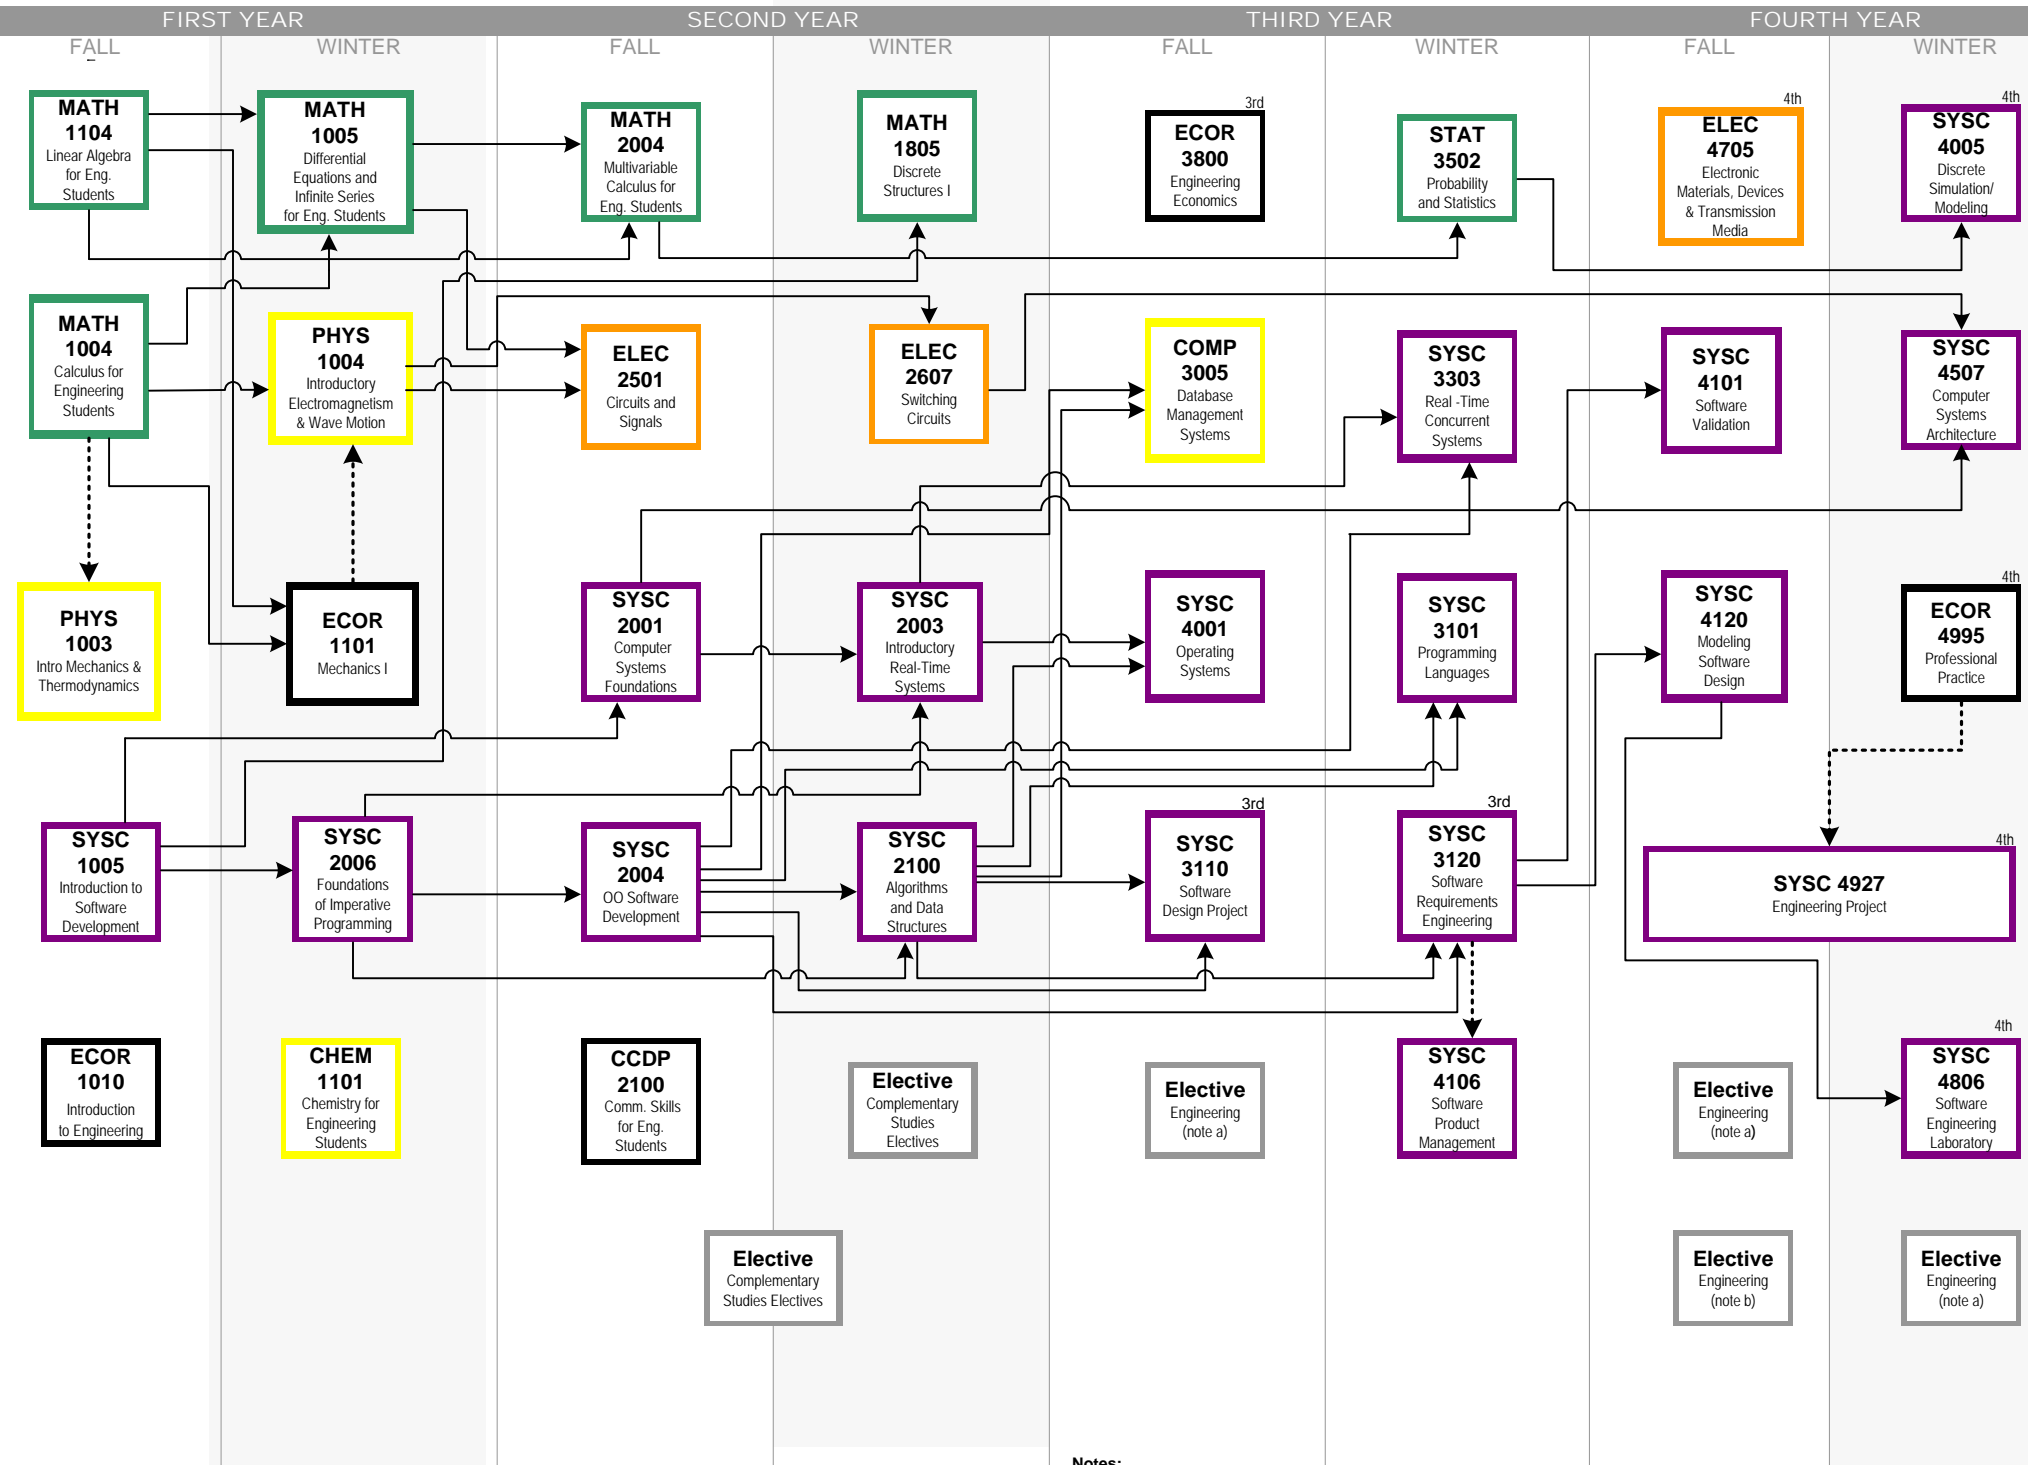 FIRST YEAR
SECOND YEAR
THIRD YEAR
FOURTH YEAR
FALL
WINTER
FALL
WINTER
FALL
WINTER
FALL
WINTER
MATH
1104
Linear Algebra
for Eng.
Students
MATH
1005
Differential
Equations and
Infinite Series
for Eng. Students
MATH
2004
Multivariable
Calculus for
Eng. Students
MATH
1805
Discrete
Structures I
3rd
ECOR
3800
Engineering
Economics
STAT
3502
Probability
and Statistics
4th
ELEC
4705
Electronic
Materials, Devices
& Transmission
Media
4th
SYSC
4005
Discrete
Simulation/
Modeling
MATH
1004
Calculus for
Engineering
Students
PHYS
1004
Introductory
Electromagnetism
& Wave Motion
ELEC
2501
Circuits and
Signals
ELEC
2607
Switching
Circuits
COMP
3005
Database
Management
Systems
SYSC
3303
Real -Time
Concurrent
Systems
SYSC
4101
Software
Validation
SYSC
4507
Computer
Systems
Architecture
PHYS
1003
Intro Mechanics &
Thermodynamics
ECOR
1101
Mechanics I
SYSC
2001
Computer
Systems
Foundations
SYSC
2003
Introductory
Real-Time
Systems
SYSC
4001
Operating
Systems
SYSC
3101
Programming
Languages
SYSC
4120
Modeling
Software
Design
4th
ECOR
4995
Professional
Practice
SYSC
1005
Introduction to
Software
Development
SYSC
2006
Foundations
of Imperative
Programming
SYSC
2004
OO Software
Development
SYSC
2100
Algorithms
and Data
Structures
3rd
SYSC
3110
Software
Design Project
3rd
SYSC
3120
Software
Requirements
Engineering
4th
SYSC 4927
Engineering Project
ECOR
1010
Introduction
to Engineering
CHEM
1101
Chemistry for
Engineering
Students
CCDP
2100
Comm. Skills
for Eng.
Students
Elective
Complementary
Studies
Electives
Elective
Engineering
(note a)
SYSC
4106
Software
Product
Management
Elective
Engineering
(note a)
4th
SYSC
4806
Software
Engineering
Laboratory
Elective
Complementary
Studies Electives
Elective
Engineering
(note b)
Elective
Engineering
(note a)
Notes: